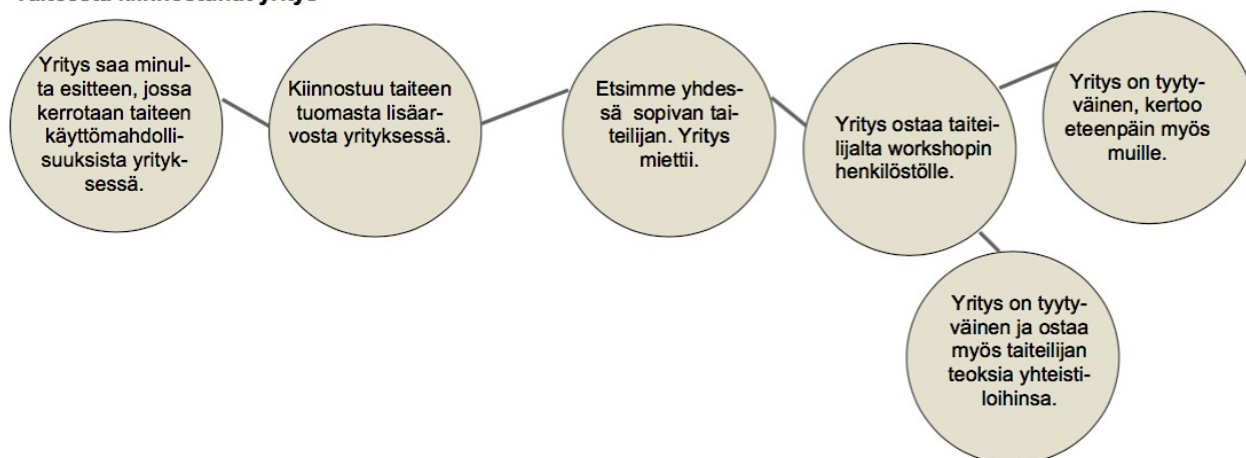 Yritys saa minul-
ta esitteen, jossa
kerrotaan taiteen
käyttömahdolli-
suuksista yrityk-
sessä.
Kiinnostuu taiteen
tuomasta lisäar-
vosta yrityksessä.
Etsimme yhdes-
sä sopivan tai-
teilijan. Yritys
miettii.
Yritys ostaa taitei-
lijalta workshopin
henkilöstölle.
Yritys on tyyty-
väinen, kertoo
eteenpäin myös
muille.
Yritys on tyyty-
väinen ja ostaa
myös taiteilijan
teoksia yhteisti-
loihinsa.